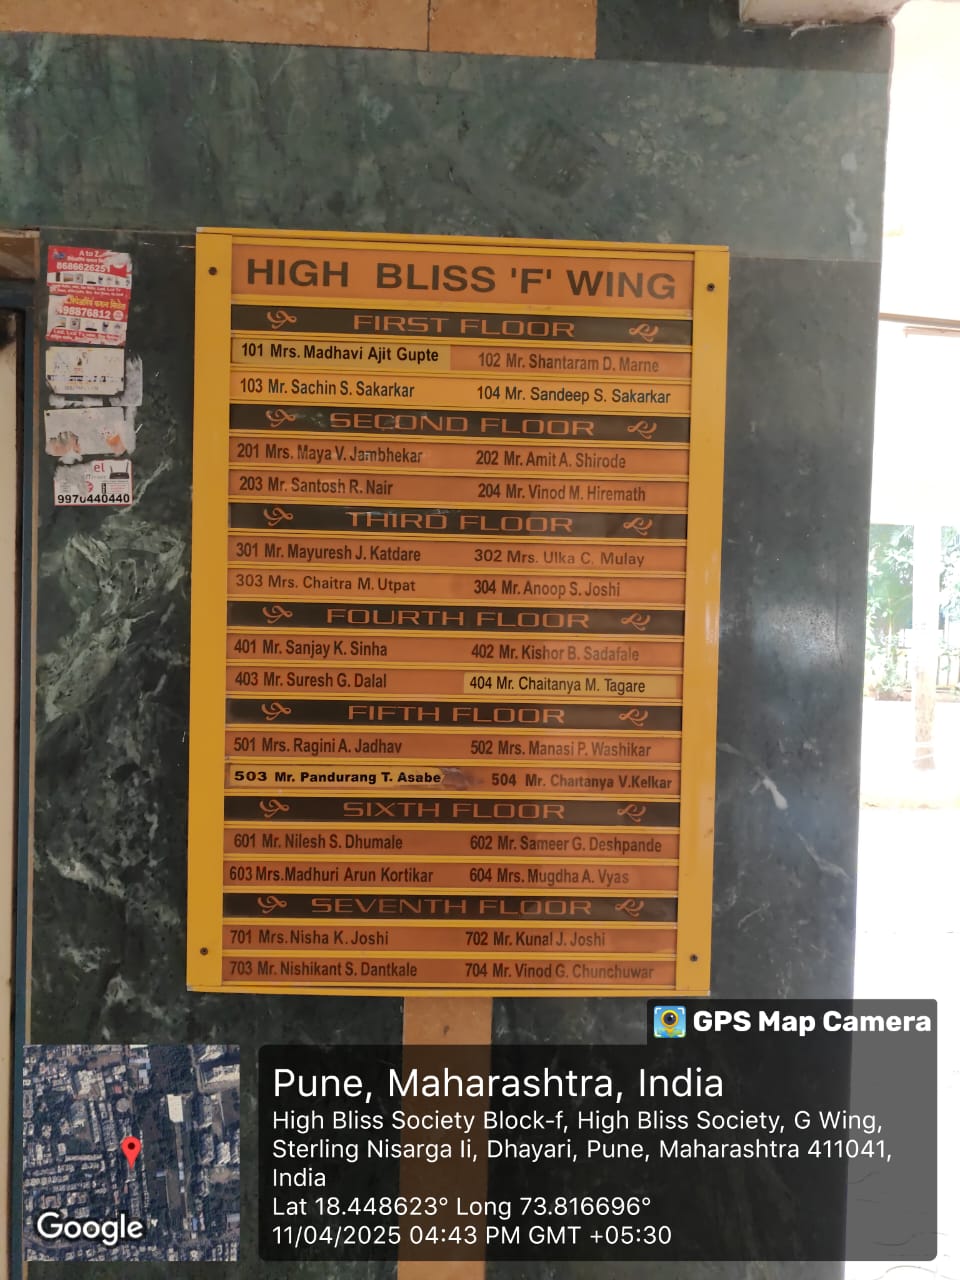 A to Z
8686626251
98876812
el
9970440440
HIGH BLISS 'F' WING
FIRST FLOOR
101 Mrs. Madhavi Ajit Gupte 102 Mr. Shantaram D. Marne
103 Mr. Sachin S. Sakarkar 104 Mr. Sandeep S. Sakarkar
SECOND FLOOR
201 Mrs. Maya V. Jambhekar 202 Mr. Amit A. Shirode
203 Mr. Santosh R. Nair 204 Mr. Vinod M. Hiremath
THIRD FLOOR
301 Mr. Mayuresh J. Katdare 302 Mrs. Ulka C. Mulay
303 Mrs. Chaitra M. Utpat 304 Mr. Anoop S. Joshi
FOURTH FLOOR
401 Mr. Sanjay K. Sinha 402 Mr. Kishor B. Sadafale
403 Mr. Suresh G. Dalal 404 Mr. Chaitanya M. Tagare
FIFTH FLOOR
501 Mrs. Ragini A. Jadhav 502 Mrs. Manasi P. Washikar
503 Mr. Pandurang T. Asabe 504 Mr. Chaitanya V.Kelkar
SIXTH FLOOR
601 Mr. Nilesh S. Dhumale 602 Mr. Sameer G. Deshpande
603 Mrs.Madhuri Arun Kortikar 604 Mrs. Mugdha A. Vyas
SEVENTH FLOOR
701 Mrs. Nisha K. Joshi 702 Mr. Kunal J. Joshi
703 Mr. Nishikant S. Dantkale 704 Mr. Vinod G. Chunchuwar
GPS Map Camera
Pune, Maharashtra, India
High Bliss Society Block-f, High Bliss Society, G Wing,
Sterling Nisarga Ii, Dhayari, Pune, Maharashtra 411041,
India
Lat 18.448623° Long 73.816696°
11/04/2025 04:43 PM GMT +05:30
Google